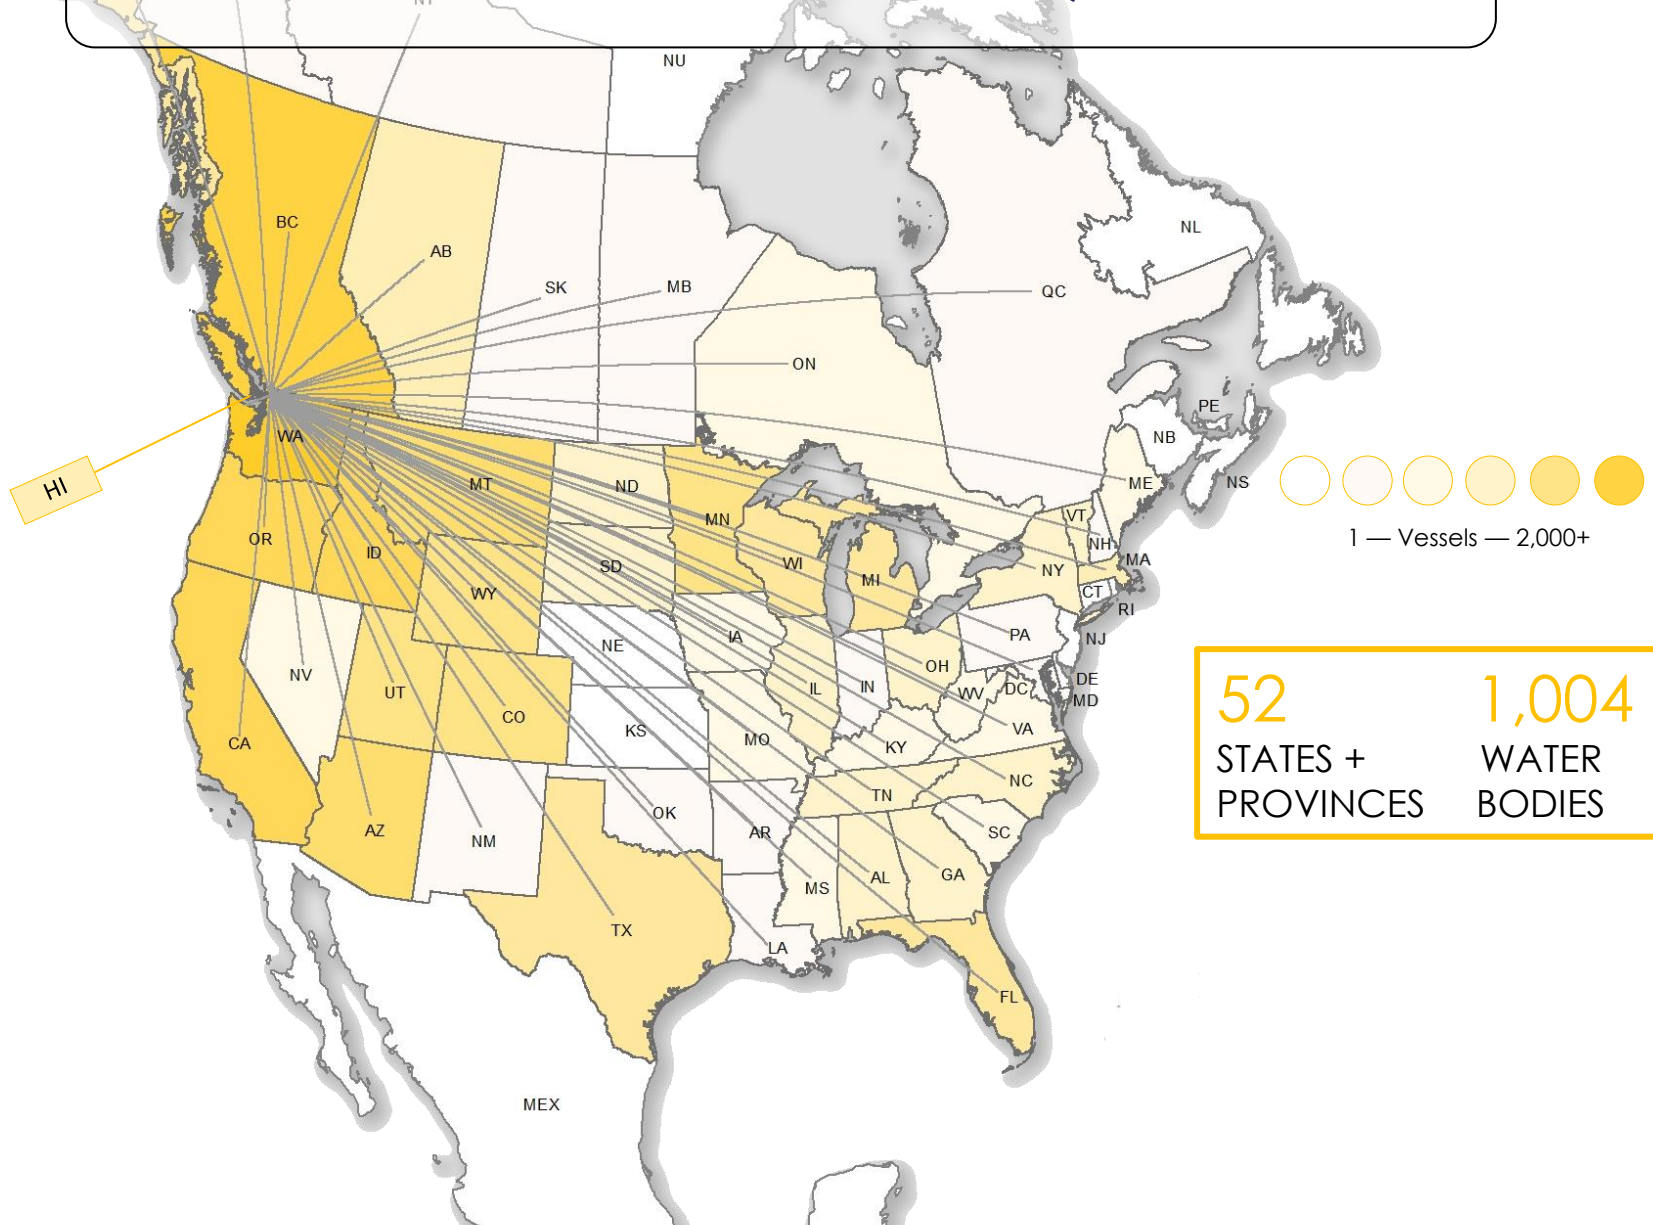 NT
NU
BC
AB
SK
MB
QC
NL
ON
PE
NB
NS
WA
HI
MT
ND
MN
ME
VT
NH
MA
1 — Vessels — 2,000+
OR
ID
WY
SD
WI
MI
NY
CT
RI
NV
UT
CO
NE
IA
PA
NJ
OH
IL
IN
WV
DC
DE
MD
52 1,004
STATES + WATER
PROVINCES BODIES
CA
KS
MO
KY
VA
AZ
NM
OK
AR
TN
NC
SC
TX
LA
MS
AL
GA
FL
MEX